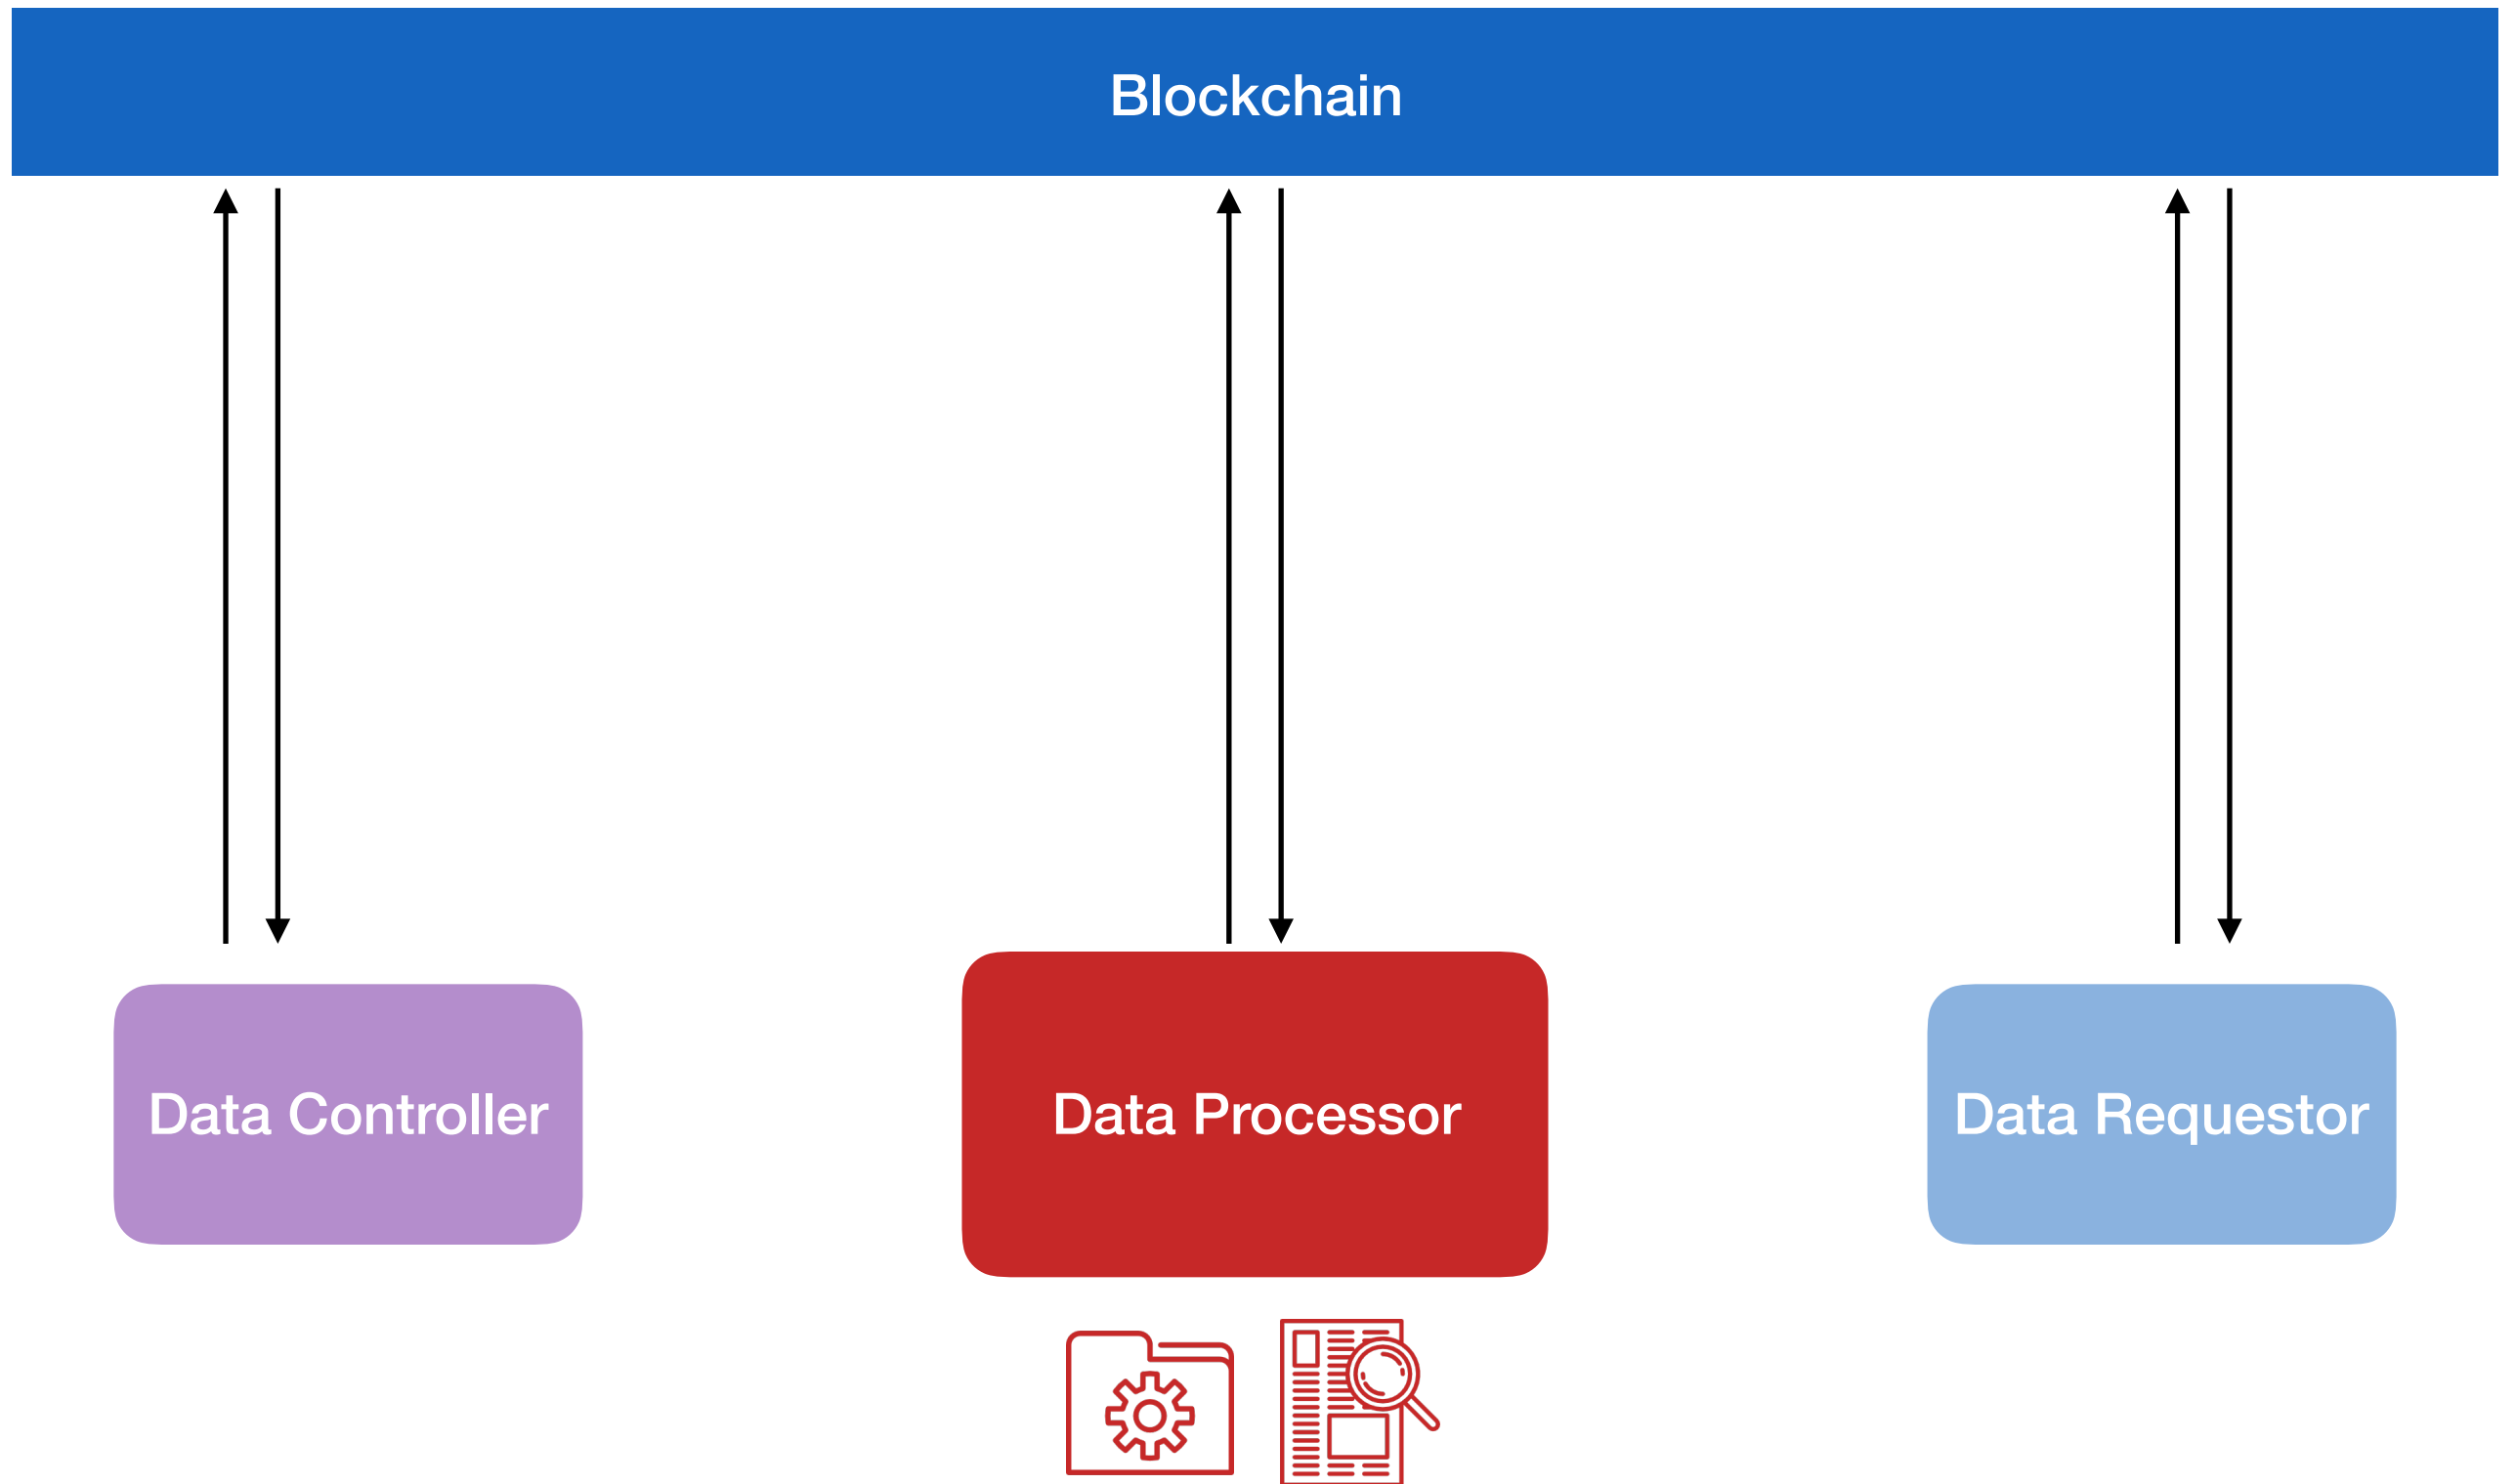 Blockchain
Data Controller
Data Processor
Data Requestor